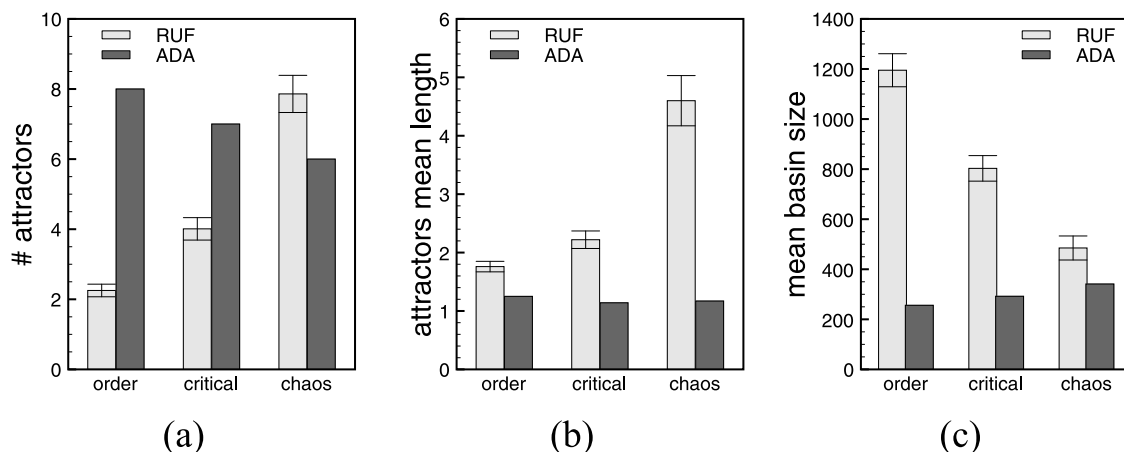 10
8
6
4
2
0
# attractors
RUF
ADA
order critical chaos
(a)
6
5
4
3
2
1
0
attractors mean length
RUF
ADA
order critical chaos
(b)
1400
1200
1000
800
600
400
200
0
mean basin size
RUF
ADA
order critical chaos
(c)